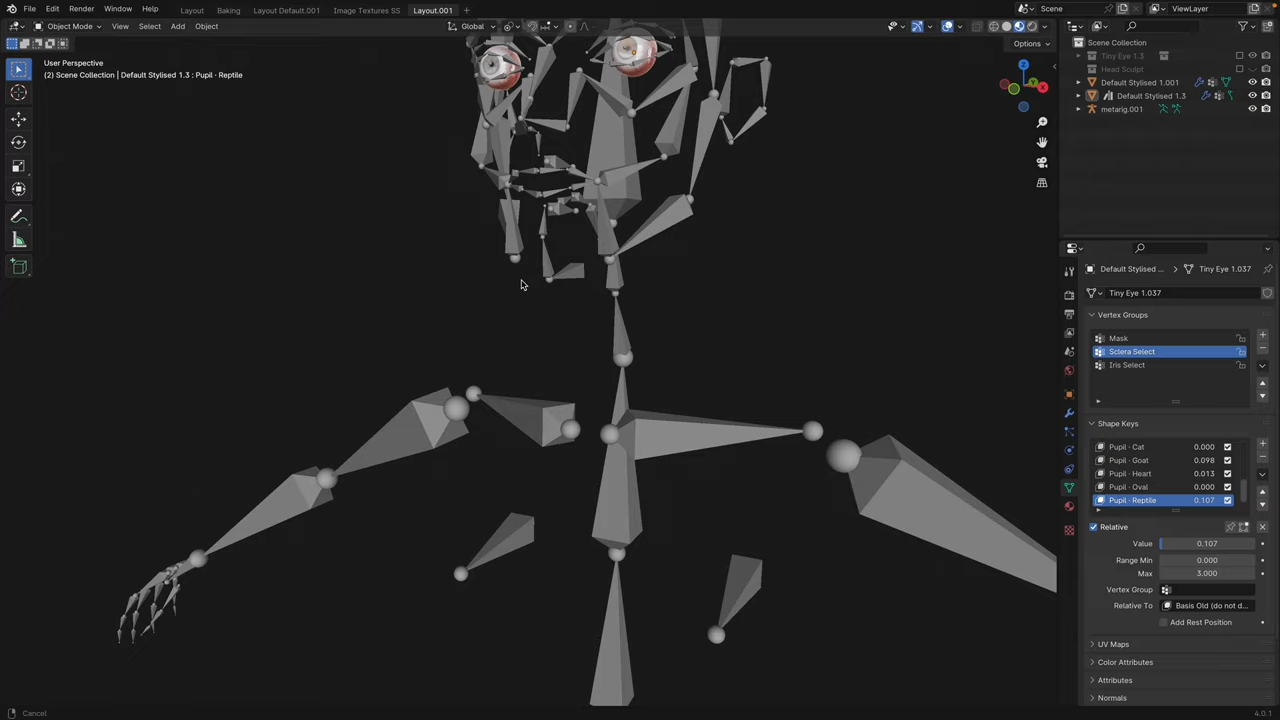 File Edit Render Window Help Layout Baking Layout Default.001 Image Textures SS Layout.001 Scene ViewLayer
Object Mode View Select Add Object Global
Options
User Perspective
(2) Scene Collection | Default Stylised 1.3 : Pupil - Reptile
Z
Y
X
Scene Collection
Tiny Eye 1.3
Head Sculpt
Default Stylised 1.001
Default Stylised 1.3
metarig.001
Default Stylised ... Tiny Eye 1.037
Tiny Eye 1.037
Vertex Groups
Mask
Sclera Select
Iris Select
Shape Keys
Pupil - Cat 0.000
Pupil - Goat 0.098
Pupil - Heart 0.013
Pupil - Oval 0.000
Pupil - Reptile 0.107
Relative
Value 0.107
Range Min 0.000
Max 3.000
Vertex Group
Relative To Basis Old (do not d...
Add Rest Position
UV Maps
Color Attributes
Attributes
Normals
Cancel 4.0.1